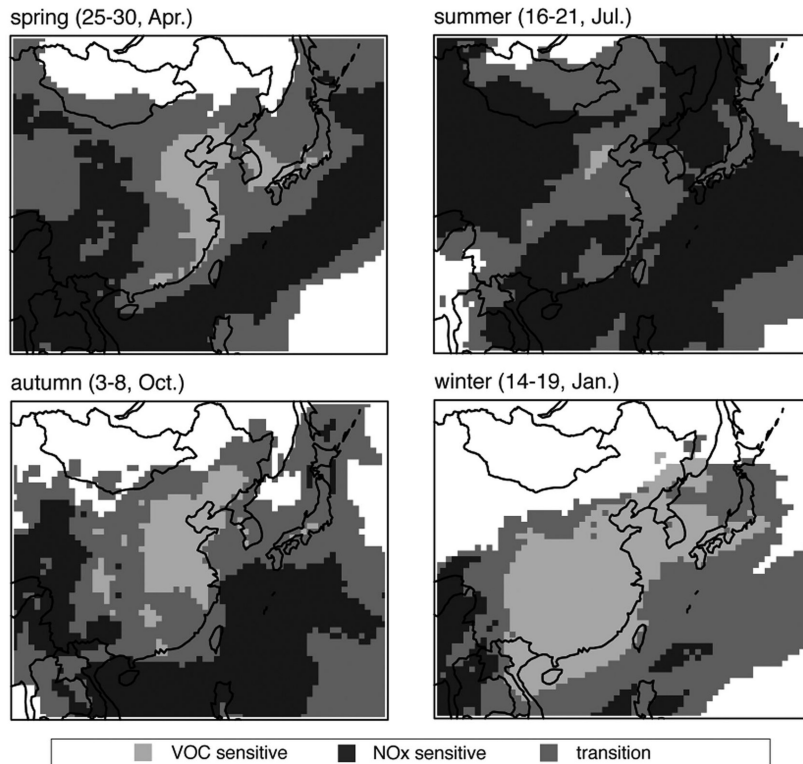 spring (25-30, Apr.)
summer (16-21, Jul.)
autumn (3-8, Oct.)
winter (14-19, Jan.)
VOC sensitive NOx sensitive transition